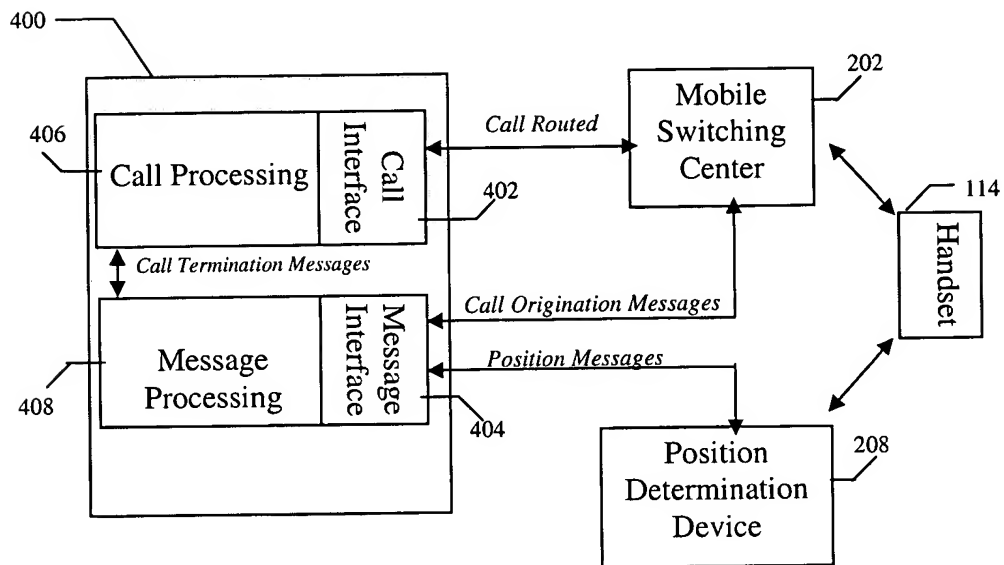 400
202
Mobile
Switching
Center
Call Routed
406
Call Processing
Call
Interface
402
114
Handset
Call Termination Messages
Call Origination Messages
Message
Interface
Position Messages
Message
Processing
408
404
208
Position
Determination
Device